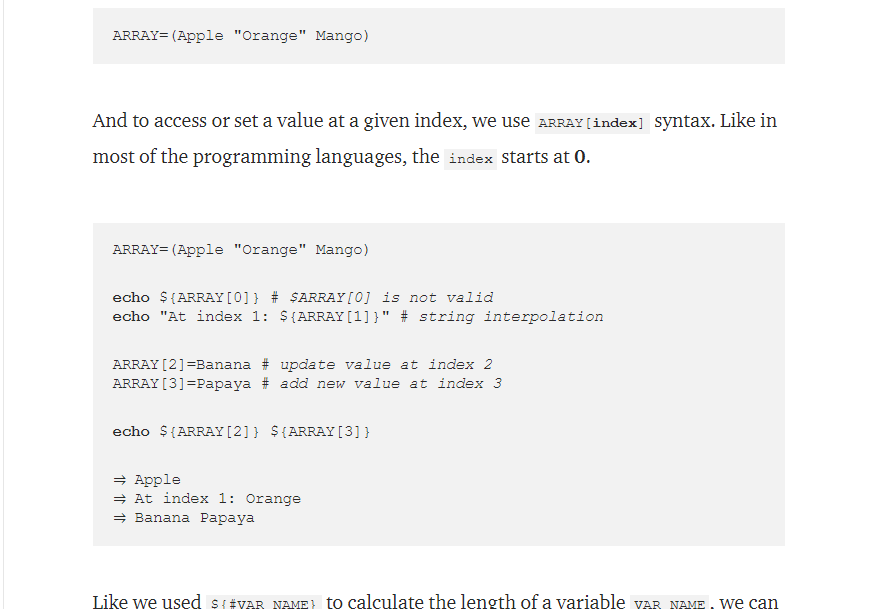 ARRAY=(Apple "Orange" Mango)
And to access or set a value at a given index, we use ARRAY[index] syntax. Like in
most of the programming languages, the index starts at 0.
ARRAY=(Apple "Orange" Mango)
echo ${ARRAY[0]} # $ARRAY[0] is not valid
echo "At index 1: ${ARRAY[1]}" # string interpolation
ARRAY[2]=Banana # update value at index 2
ARRAY[3]=Papaya # add new value at index 3
echo ${ARRAY[2]} ${ARRAY[3]}
⇒ Apple
⇒ At index 1: Orange
⇒ Banana Papaya
Like we used ${#VAR_NAME} to calculate the length of a variable VAR_NAME, we can